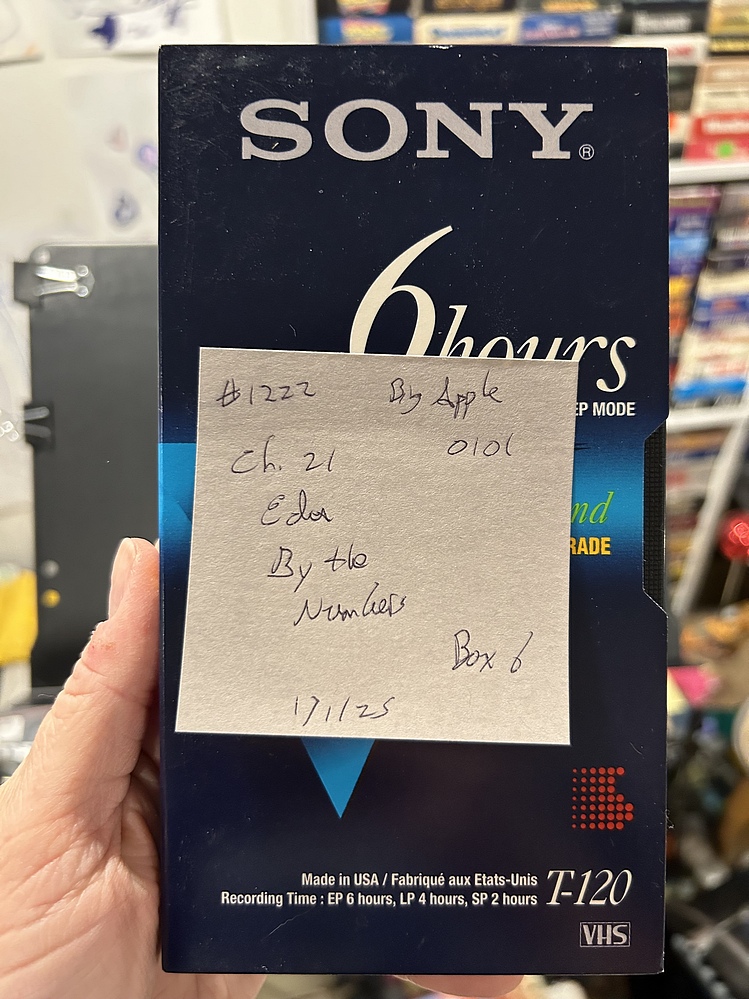 SONY®
6 hours
EP MODE
#1222 Big Apple
Ch. 21 0101
By the
Numbers
Box 6
17/1/25
nd
RADE
Made in USA / Fabriqué aux Etats-Unis
Recording Time : EP 6 hours, LP 4 hours, SP 2 hours
T-120
VHS